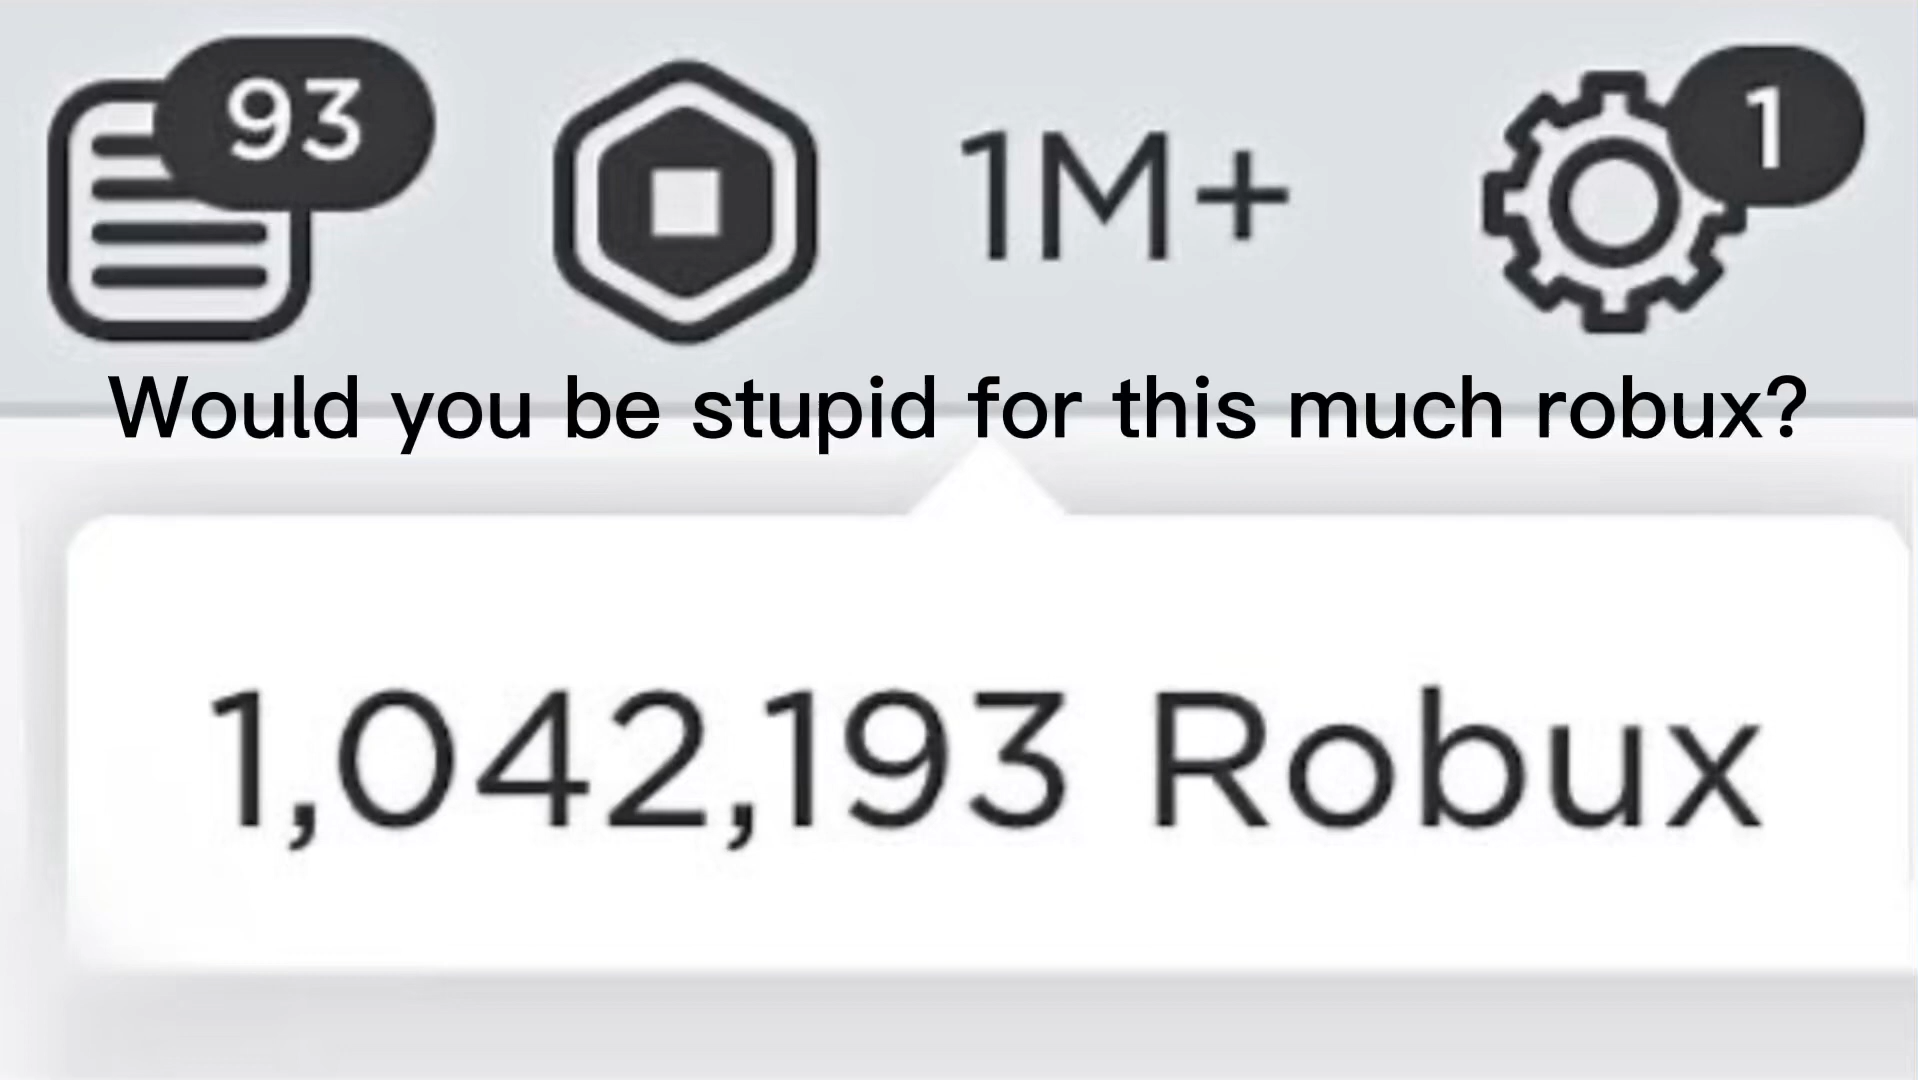 93
1M+
1
Would you be stupid for this much robux?
1,042,193 Robux